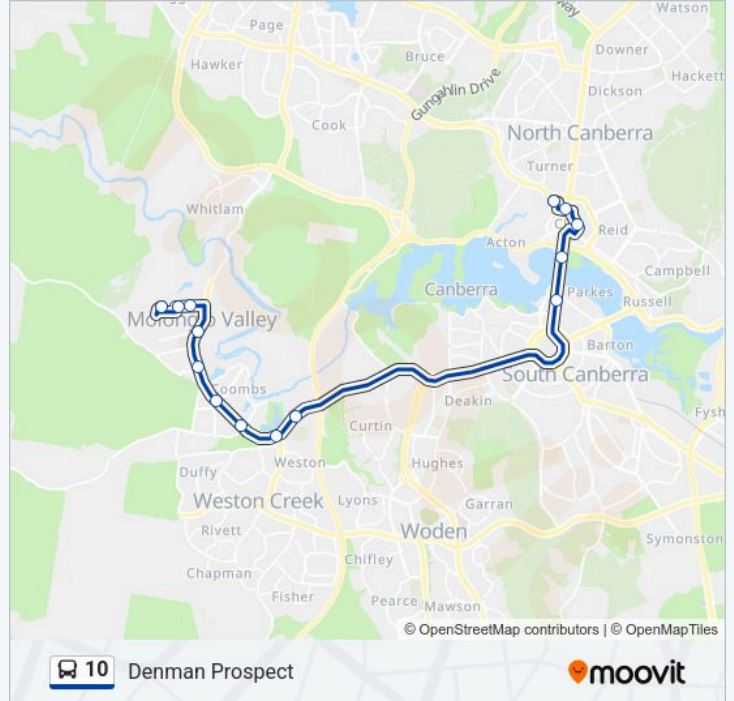 Page
way
Watson
Hawker
Bruce
Downer
Gungahlin Drive
Hackett
Dickson
Cook
North Canberra
Turner
Whitlam
Reid
Acton
Campbell
Canberra
Parkes
Russell
Molonglo Valley
Barton
South Canberra
Coombs
Deakin
Fysh
Curtin
Weston
Hughes
Duffy
Weston Creek
Lyons
Garran
Rivett
Woden
Symonston
Chifley
Chapman
Fisher
Pearce
Mawson
© OpenStreetMap contributors | © OpenMapTiles
10 Denman Prospect
moovit